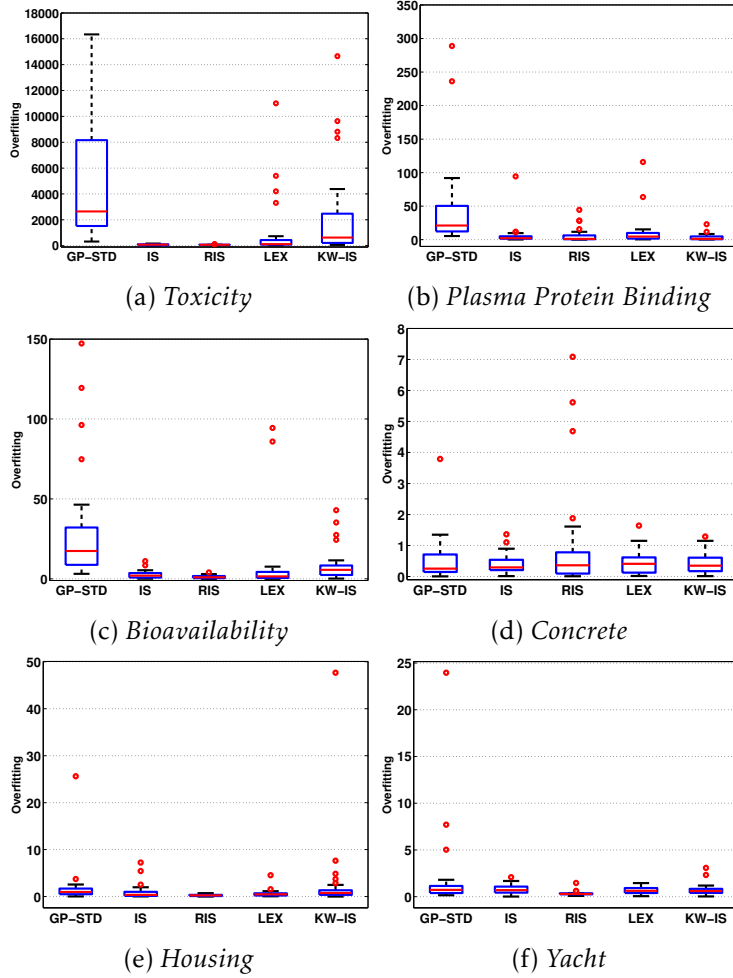 18000
16000
14000
12000
10000
8000
6000
4000
2000
0
Overfitting
GP−STD IS RIS LEX KW−IS
(a) Toxicity
350
300
250
200
150
100
50
0
Overfitting
GP−STD IS RIS LEX KW−IS
(b) Plasma Protein Binding
150
100
50
0
Overfitting
GP−STD IS RIS LEX KW−IS
(c) Bioavailability
8
7
6
5
4
3
2
1
0
Overfitting
GP−STD IS RIS LEX KW−IS
(d) Concrete
50
40
30
20
10
0
Overfitting
GP−STD IS RIS LEX KW−IS
(e) Housing
25
20
15
10
5
0
Overfitting
GP−STD IS RIS LEX KW−IS
(f) Yacht